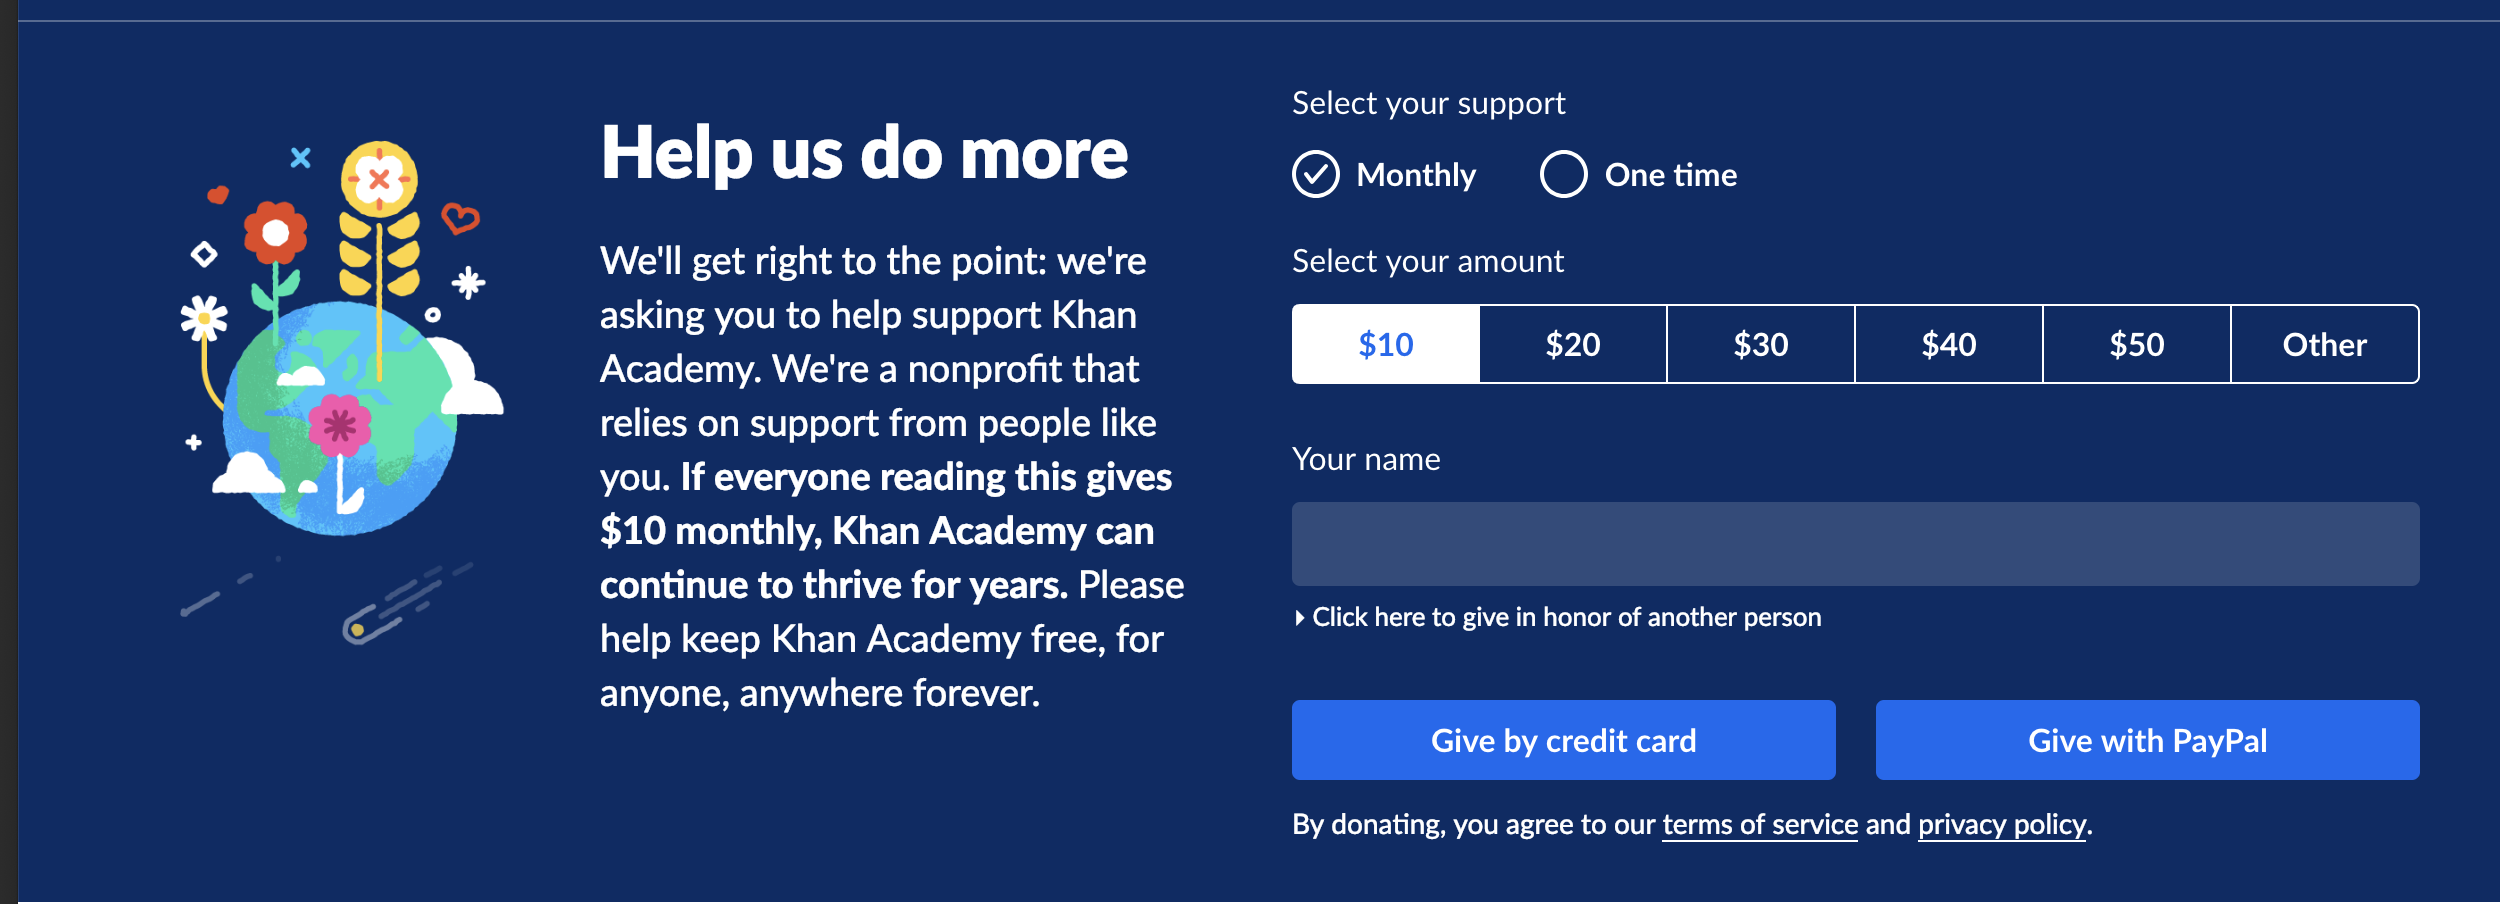 Help us do more
We'll get right to the point: we're
asking you to help support Khan
Academy. We're a nonprofit that
relies on support from people like
you. If everyone reading this gives
$10 monthly, Khan Academy can
continue to thrive for years. Please
help keep Khan Academy free, for
anyone, anywhere forever.
Select your support
Monthly One time
Select your amount
$10 $20 $30 $40 $50 Other
Your name
Click here to give in honor of another person
Give by credit card Give with PayPal
By donating, you agree to our terms of service and privacy policy.